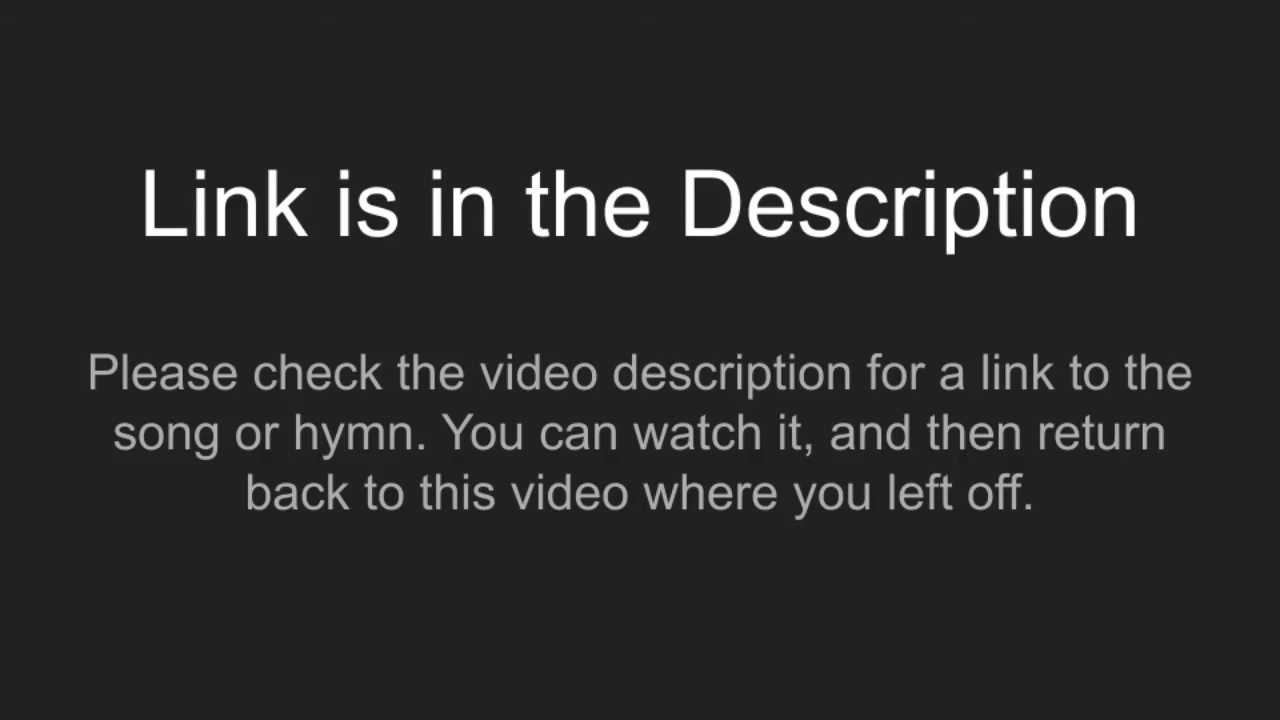 Link is in the Description
Please check the video description for a link to the
song or hymn. You can watch it, and then return
back to this video where you left off.